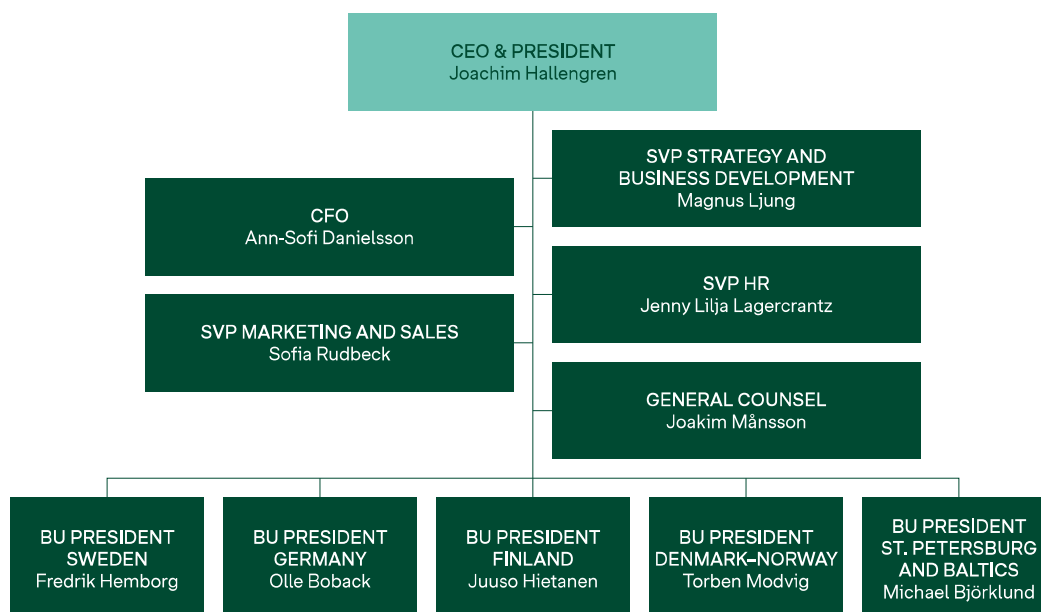 CEO & PRESIDENT
Joachim Hallengren
SVP STRATEGY AND
BUSINESS DEVELOPMENT
Magnus Ljung
CFO
Ann-Sofi Danielsson
SVP HR
Jenny Lilja Lagercrantz
SVP MARKETING AND SALES
Sofia Rudbeck
GENERAL COUNSEL
Joakim Månsson
BU PRESIDENT
SWEDEN
Fredrik Hemborg
BU PRESIDENT
GERMANY
Olle Boback
BU PRESIDENT
FINLAND
Juuso Hietanen
BU PRESIDENT
DENMARK–NORWAY
Torben Modvig
BU PRESIDENT
ST. PETERSBURG
AND BALTICS
Michael Björklund